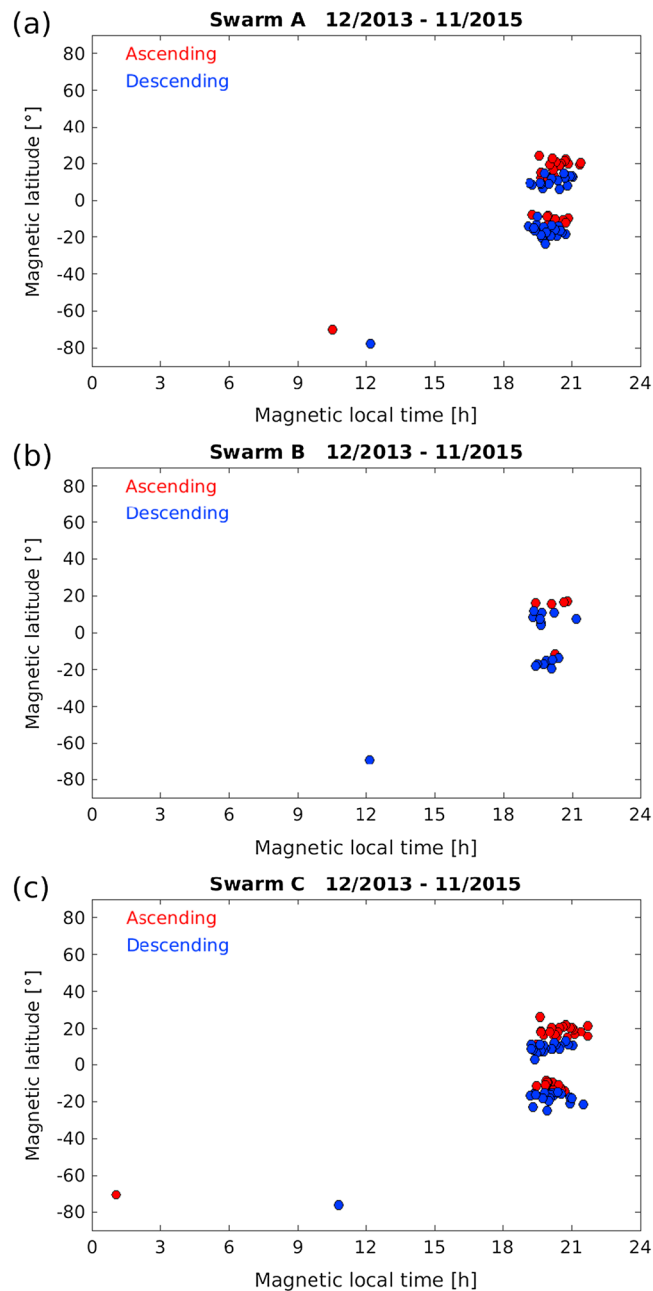 (a)
Swarm A 12/2013 - 11/2015
Ascending
Descending
Magnetic latitude [°]
80
60
40
20
0
-20
-40
-60
-80
0 3 6 9 12 15 18 21 24
Magnetic local time [h]
(b)
Swarm B 12/2013 - 11/2015
Ascending
Descending
Magnetic latitude [°]
80
60
40
20
0
-20
-40
-60
-80
0 3 6 9 12 15 18 21 24
Magnetic local time [h]
(c)
Swarm C 12/2013 - 11/2015
Ascending
Descending
Magnetic latitude [°]
80
60
40
20
0
-20
-40
-60
-80
0 3 6 9 12 15 18 21 24
Magnetic local time [h]